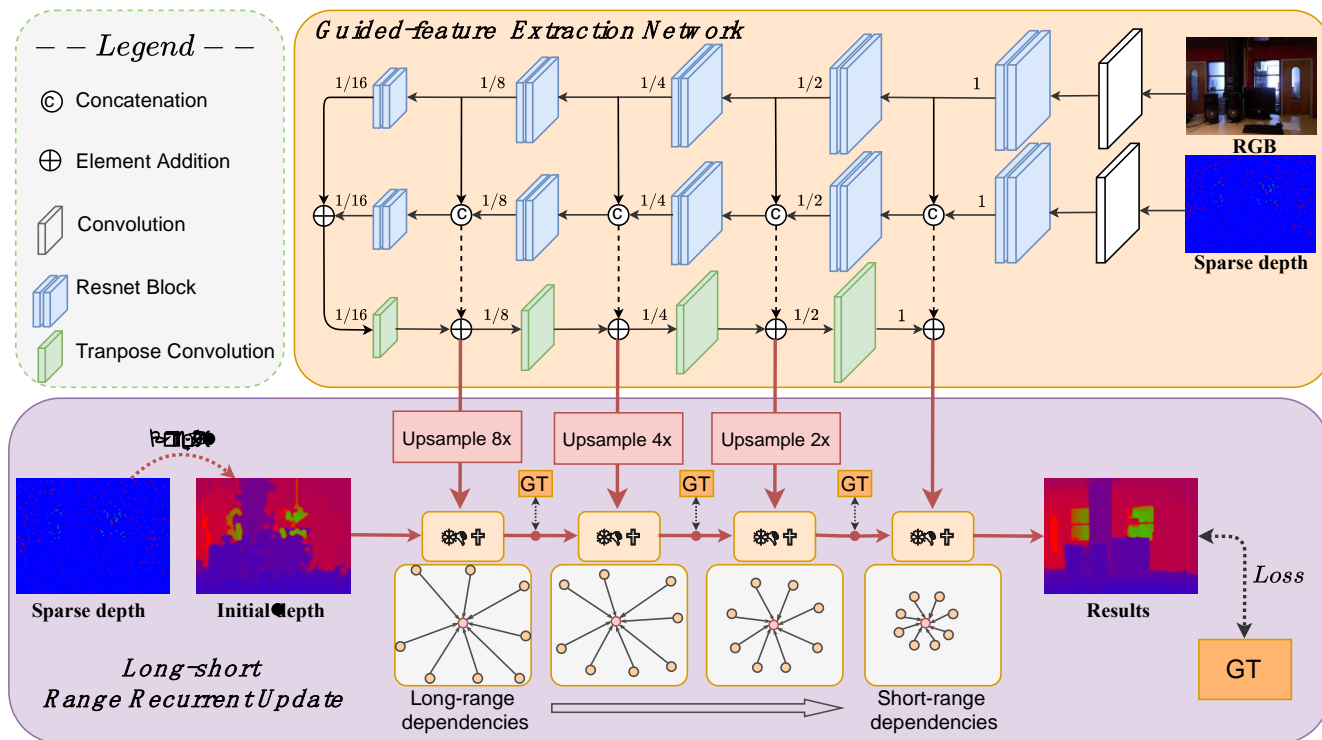 — — Legend — —
C Concatenation
Element Addition
Convolution
Resnet Block
Tranpose Convolution
Guided-feature Extraction Network
1/16 1/8 1/4 1/2 1
RGB
1/16 C 1/8 C 1/4 C 1/2 C 1
Sparse depth
1/16 1/8 1/4 1/2 1
Upsample 8x Upsample 4x Upsample 2x
GT GT GT
Sparse depth Initial depth Results
Loss
GT
Long-short
Range Recurrent Update
Long-range
dependencies
Short-range
dependencies